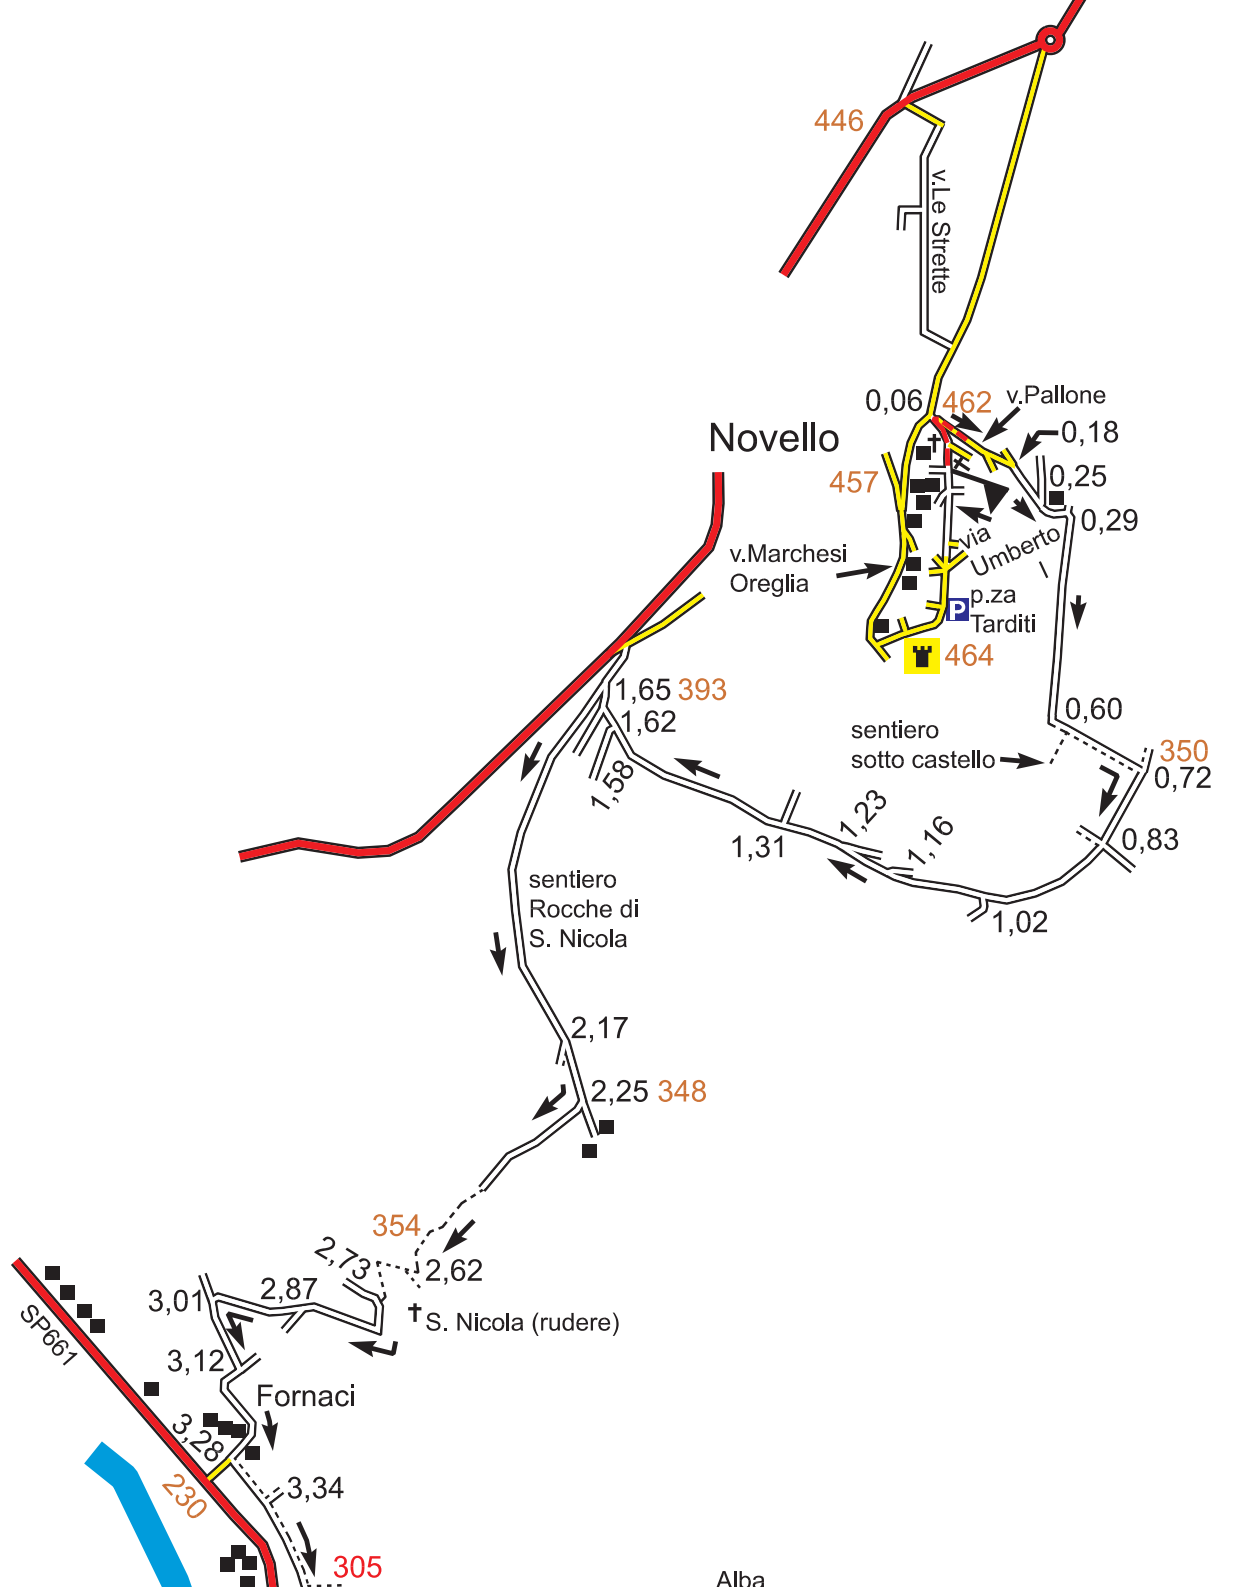 446
v.Le Strette
0,06
462
v.Pallone
Novello
0,18
457
0,25
0,29
via
Umberto
I
v.Marchesi
Oreglia
P
p.za
Tarditi
464
1,65 393
1,62
0,60
sentiero
sotto castello
350
0,72
1,58
1,23
1,16
1,31
0,83
sentiero
Rocche di
S. Nicola
1,02
2,17
2,25 348
354
2,73
2,62
2,87
3,01
S. Nicola (rudere)
SP661
3,12
Fornaci
3,28
230
3,34
305
Alba